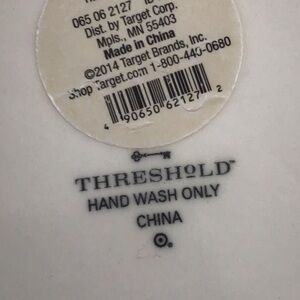 065 06 2127
Dist. by Target Corp.
Mpls., MN 55403
Made in China
©2014 Target Brands, Inc.
Shop Target.com 1-800-440-0680
4 90650 62127 2
THRESHOLD™
HAND WASH ONLY
CHINA